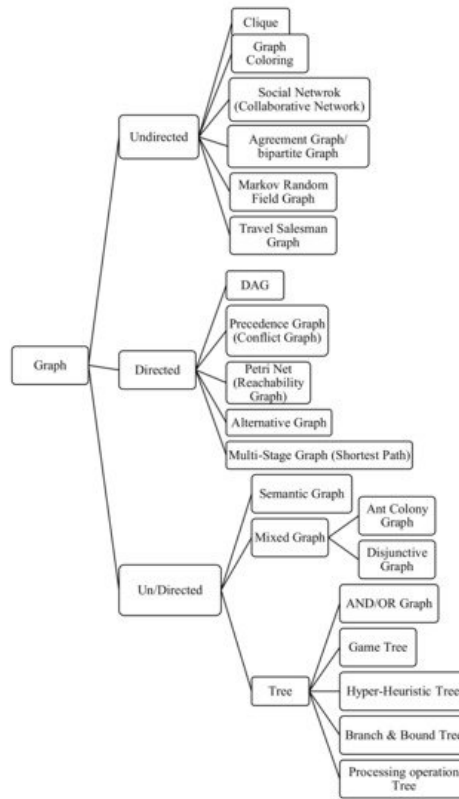 Clique
Graph
Coloring
Social Netwrok
(Collaborative Network)
Undirected
Agreement Graph/
bipartite Graph
Markov Random
Field Graph
Travel Salesman
Graph
DAG
Precedence Graph
(Conflict Graph)
Graph
Directed
Petri Net
(Reachability
Graph)
Alternative Graph
Multi-Stage Graph (Shortest Path)
Semantic Graph
Mixed Graph
Ant Colony
Graph
Disjunctive
Graph
Un/Directed
AND/OR Graph
Game Tree
Tree
Hyper-Heuristic Tree
Branch & Bound Tree
Processing operation
Tree